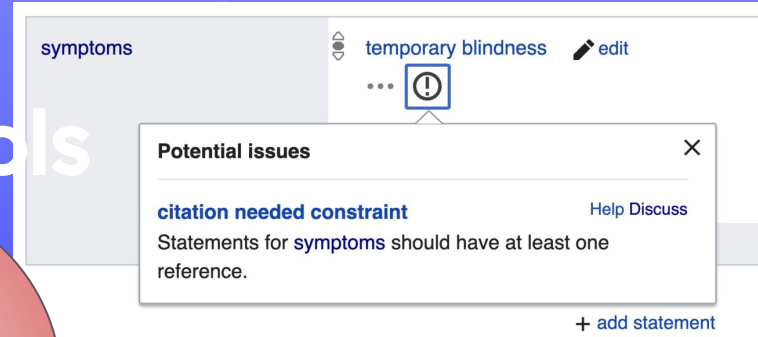 symptoms
temporary blindness edit
ols
Potential issues
citation needed constraint Help Discuss
Statements for symptoms should have at least one
reference.
+ add statement